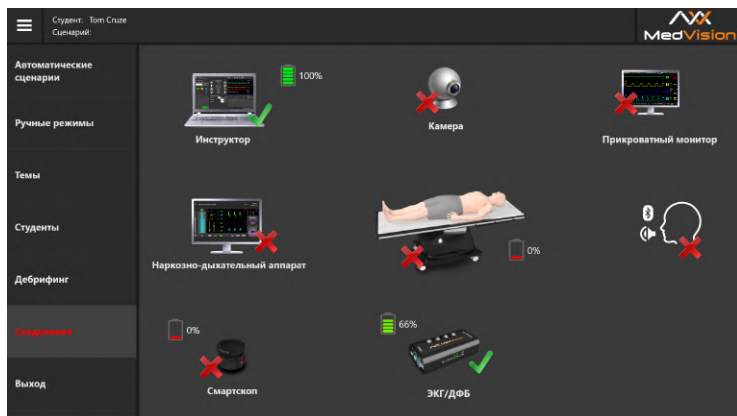 Студент: Tom Cruze
Сценарий:
MedVision
Автоматические
сценарии
Ручные режимы
Темы
Студенты
Дебрифинг
Соединения
Выход
100%
Инструктор
Камера
Прикроватный монитор
Наркозно-дыхательный аппарат
0%
0%
Смартскоп
66%
ЭКГ/ДФБ